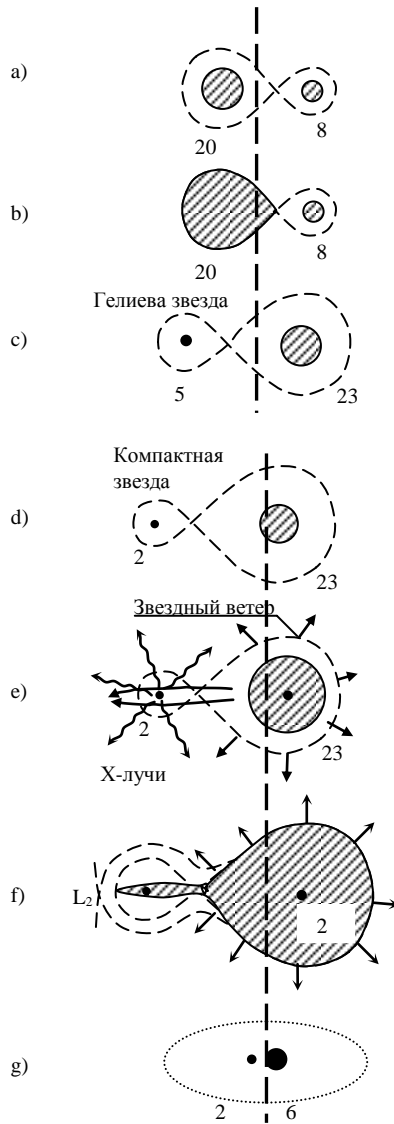 a)
20
8
b)
20
8
Гелиева звезда
c)
5
23
Компактная
звезда
d)
2
23
Звездный ветер
e)
2
23
Х-лучи
f)
L2
2
g)
2
6